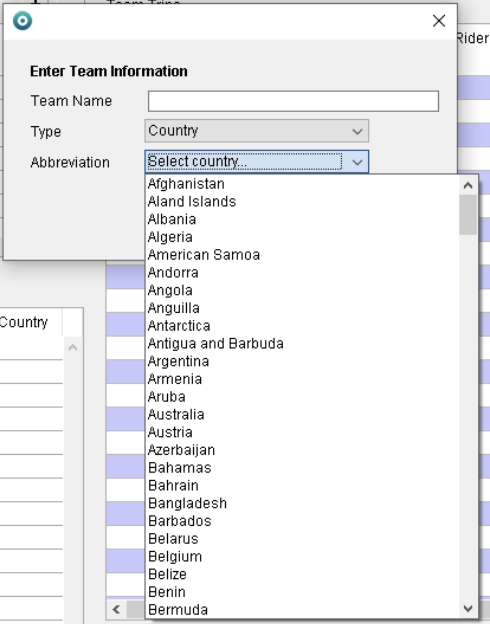 Team Trips
Rider
Enter Team Information
Team Name
Type
Country
Abbreviation
Select country...
Afghanistan
Aland Islands
Albania
Algeria
American Samoa
Andorra
Angola
Anguilla
Antarctica
Antigua and Barbuda
Argentina
Armenia
Aruba
Australia
Austria
Azerbaijan
Bahamas
Bahrain
Bangladesh
Barbados
Belarus
Belgium
Belize
Benin
Bermuda
Country